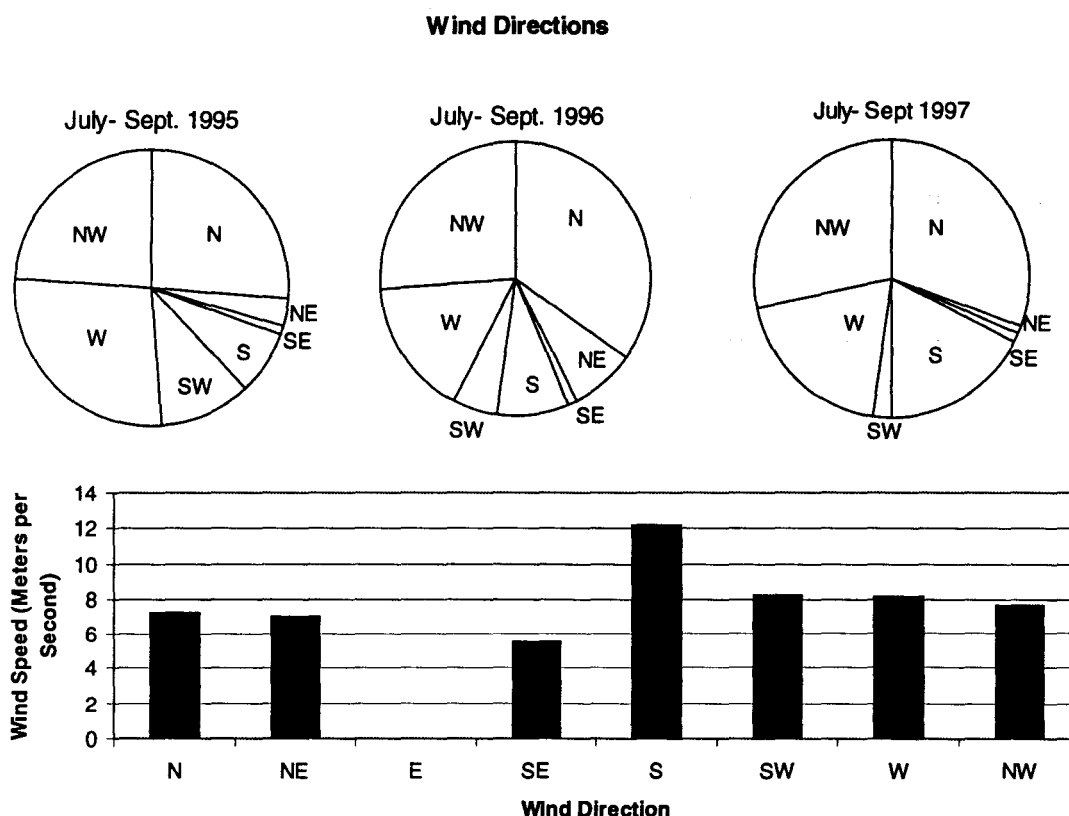 Wind Directions
July- Sept. 1995
July- Sept. 1996
July- Sept 1997
NW
N
NE
SE
S
SW
W
NW
N
NE
SE
S
SW
W
NW
N
NE
SE
S
SW
W
Wind Speed (Meters per
Second)
14
12
10
8
6
4
2
0
N
NE
E
SE
S
SW
W
NW
Wind Direction